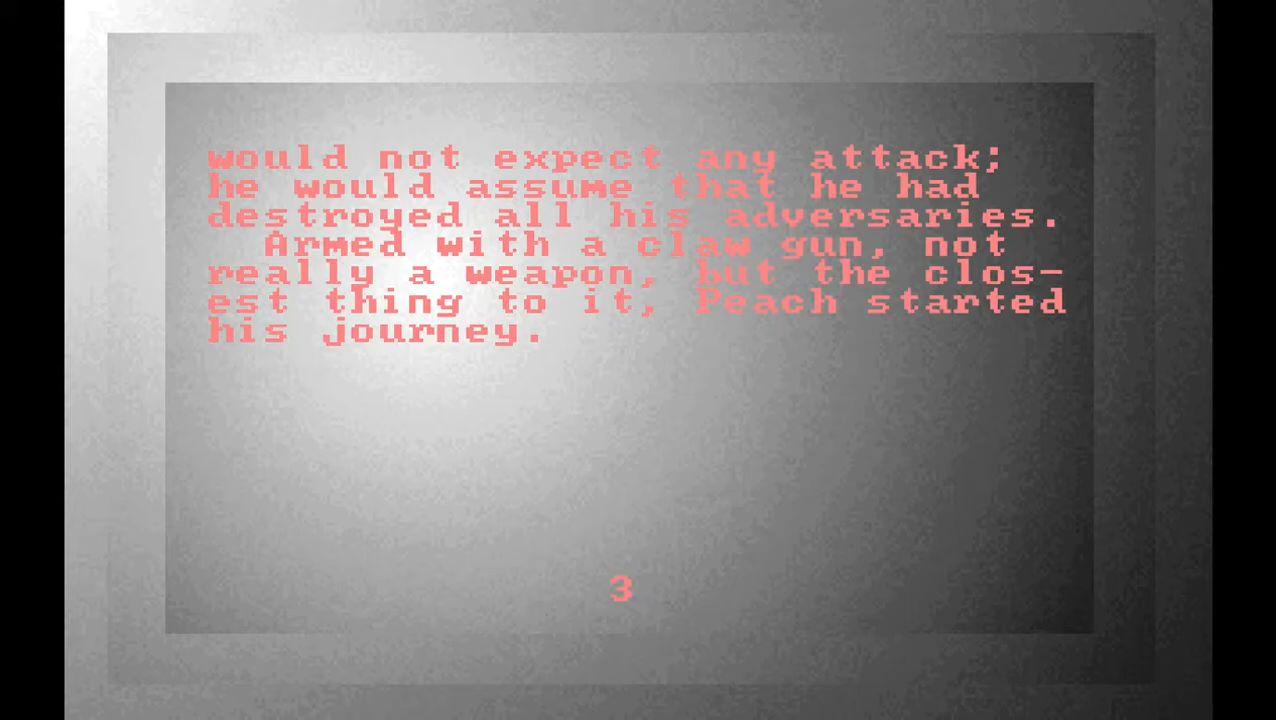 would not expect any attack;
he would assume that he had
destroyed all his adversaries.
Armed with a claw gun, not
really a weapon, but the clos-
est thing to it, Peach started
his journey.
3